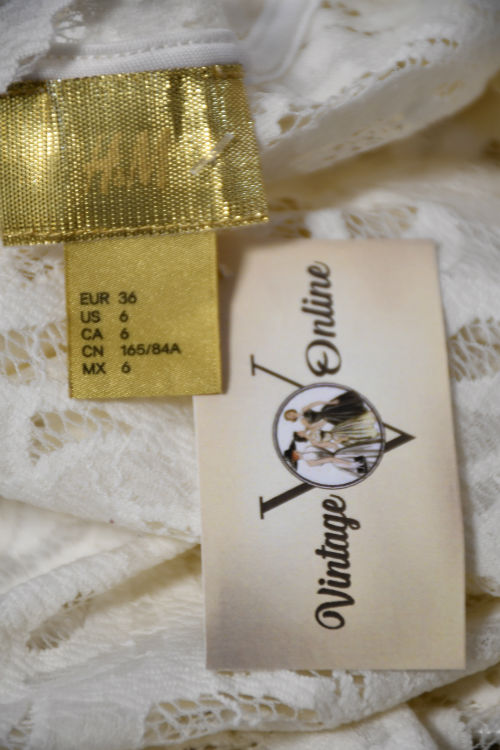 H&M
EUR 36
US 6
CA 6
CN 165/84A
MX 6
Vintage Online
V